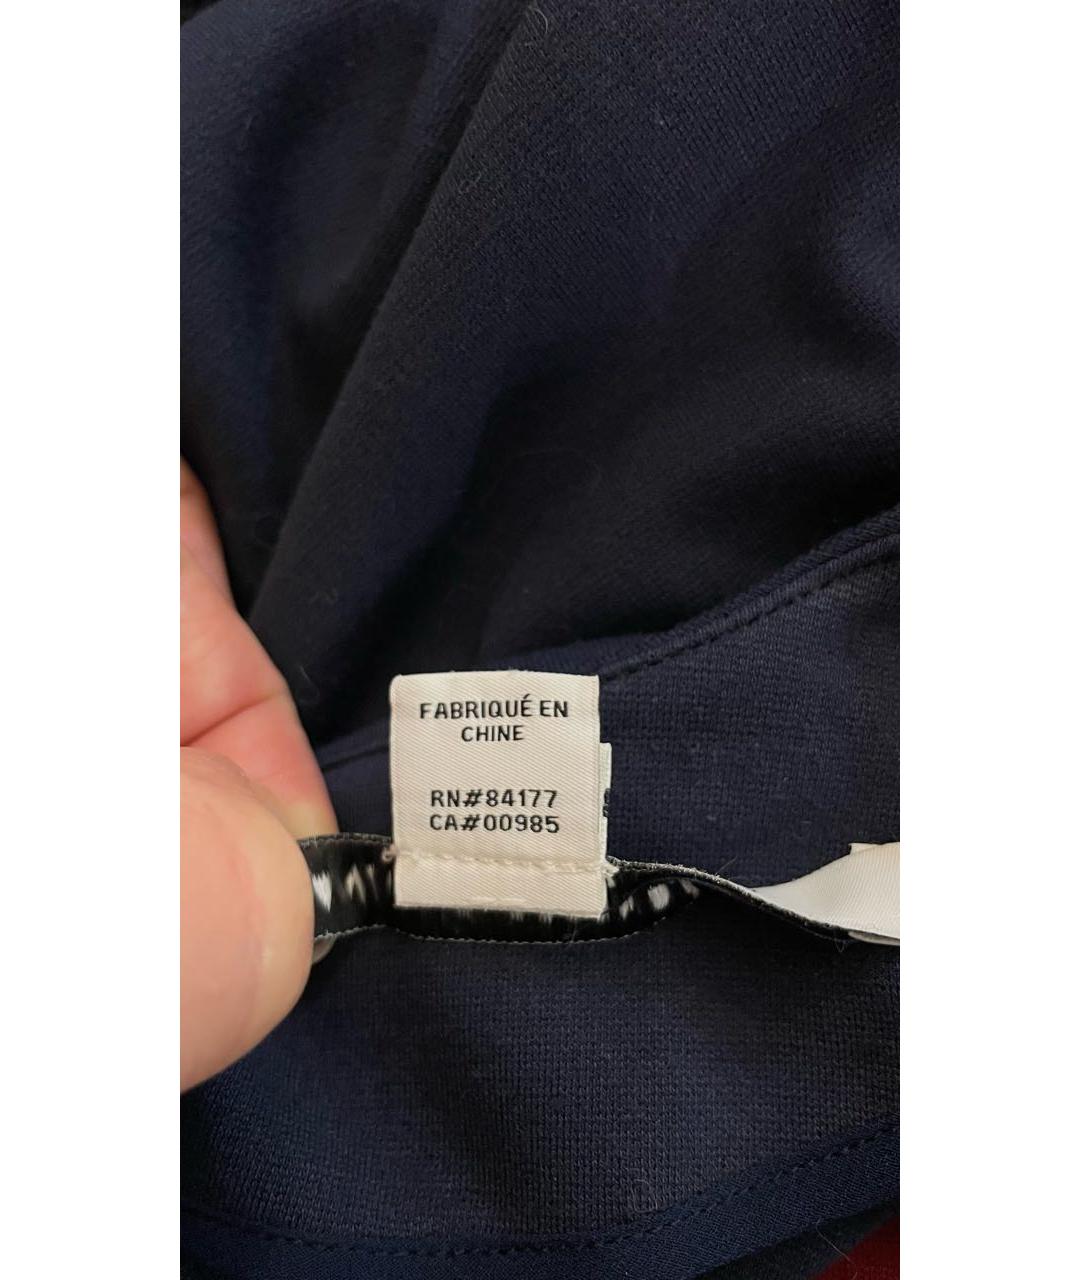 FABRIQUÉ EN
CHINE
RN#84177
CA#00985